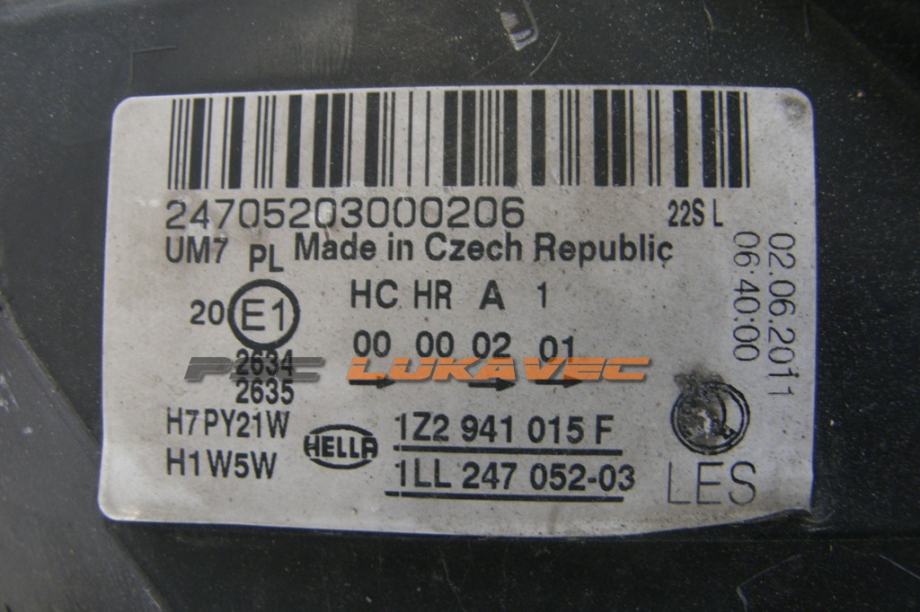 24705203000206 22S L
UM7 PL Made in Czech Republic
02.06.2011
06:40:00
20 E1 HC HR A 1
00 00 02 01
2634
2635
LUKAVEC
H7 PY21W
H1 W5W
HELLA
1Z2 941 015 F
1LL 247 052-03
LES